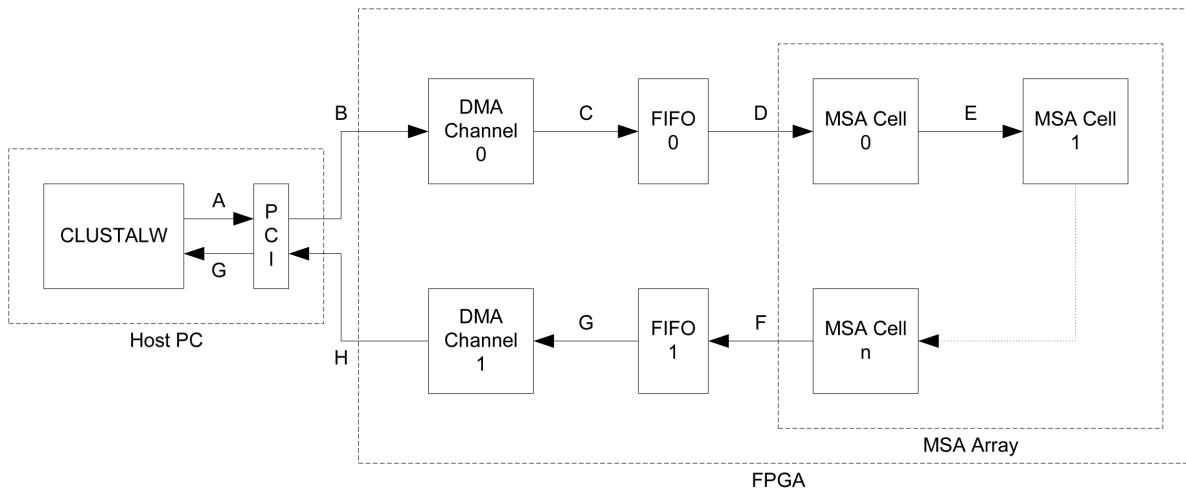 B
DMA
Channel
0
C
FIFO
0
D
MSA Cell
0
E
MSA Cell
1
CLUSTALW
A
G
P
C
I
Host PC
H
DMA
Channel
1
G
FIFO
1
F
MSA Cell
n
MSA Array
FPGA